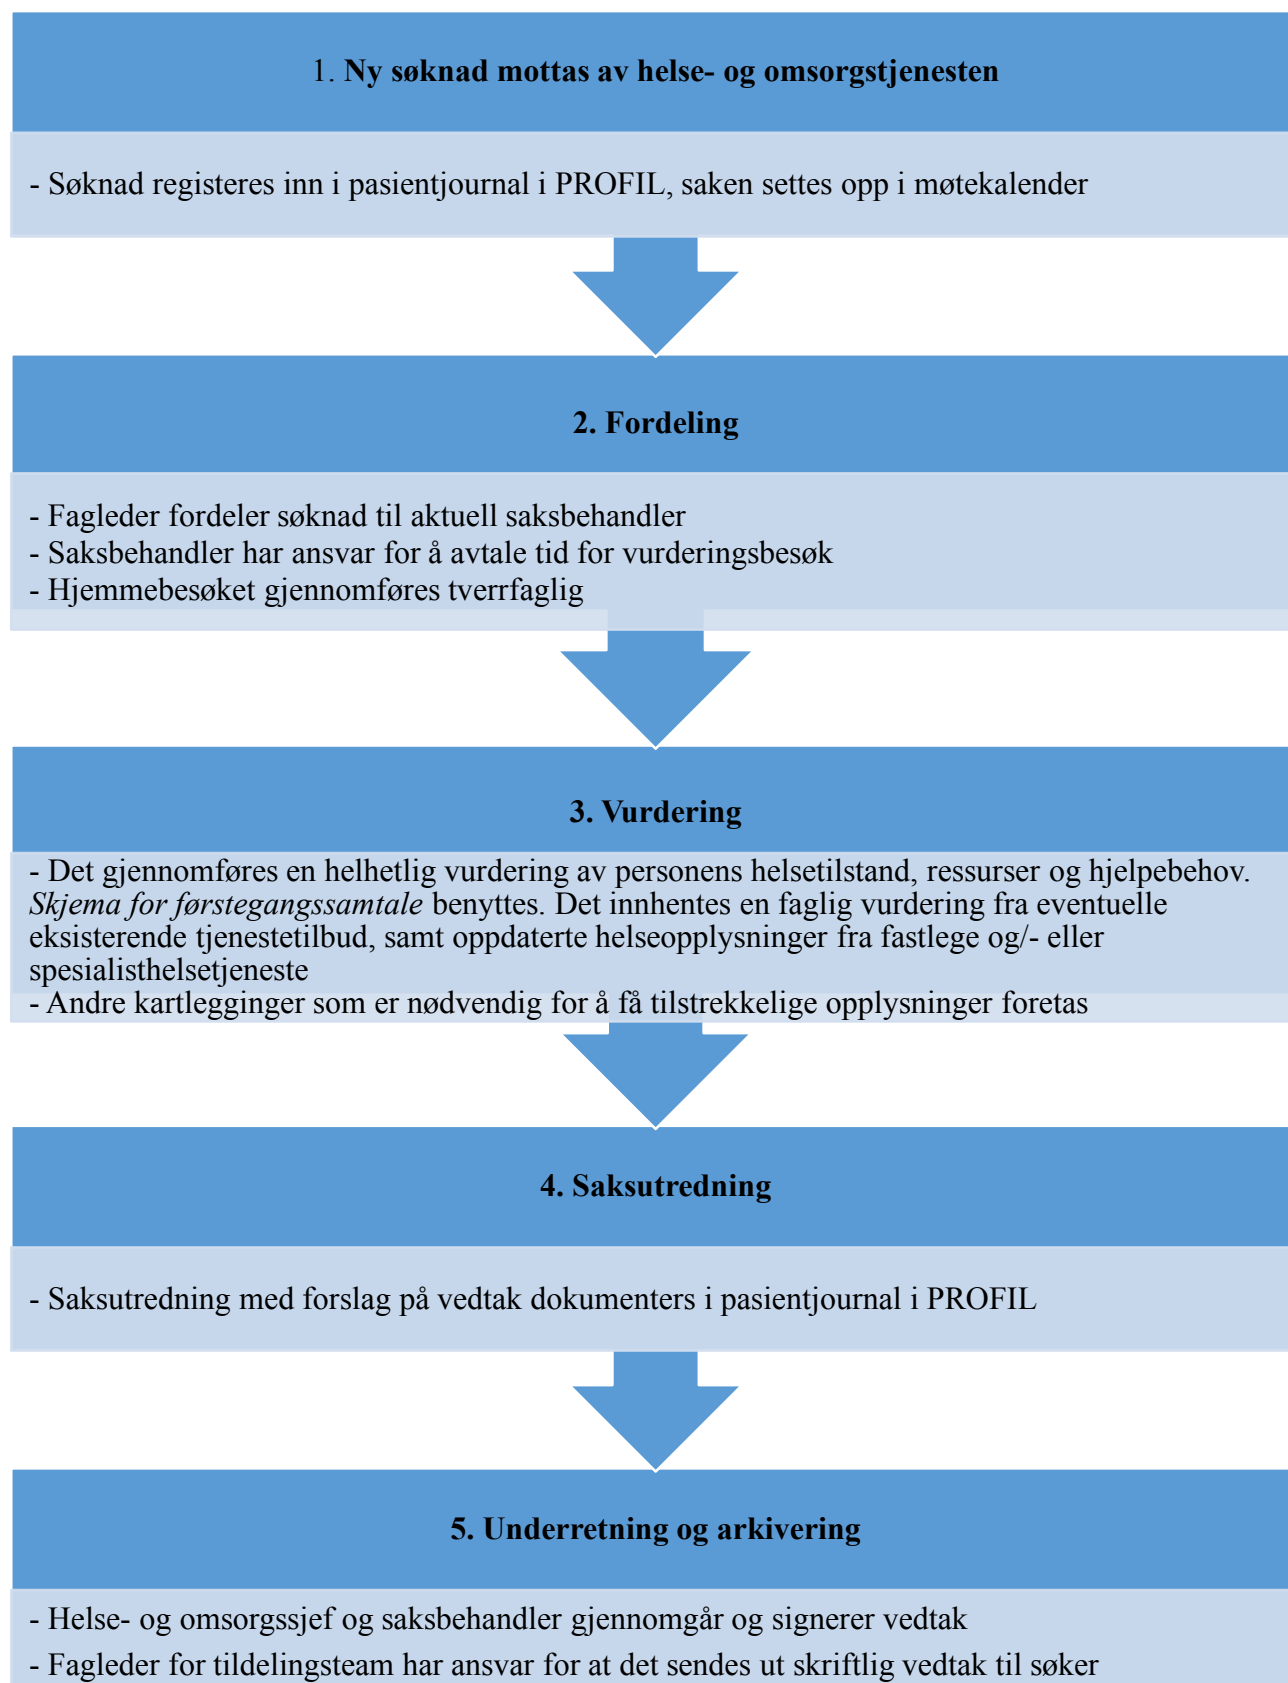 1. Ny søknad mottas av helse- og omsorgstjenesten
- Søknad registeres inn i pasientjournal i PROFIL, saken settes opp i møtekalender
2. Fordeling
- Fagleder fordeler søknad til aktuell saksbehandler
- Saksbehandler har ansvar for å avtale tid for vurderingsbesøk
- Hjemmebesøket gjennomføres tverrfaglig
3. Vurdering
- Det gjennomføres en helhetlig vurdering av personens helsetilstand, ressurser og hjelpebehov.
Skjema for førstegangssamtale benyttes. Det innhentes en faglig vurdering fra eventuelle
eksisterende tjenestetilbud, samt oppdaterte helseopplysninger fra fastlege og/- eller
spesialisthelsetjeneste
- Andre kartlegginger som er nødvendig for å få tilstrekkelige opplysninger foretas
4. Saksutredning
- Saksutredning med forslag på vedtak dokumenters i pasientjournal i PROFIL
5. Underretning og arkivering
- Helse- og omsorgssjef og saksbehandler gjennomgår og signerer vedtak
- Fagleder for tildelingsteam har ansvar for at det sendes ut skriftlig vedtak til søker